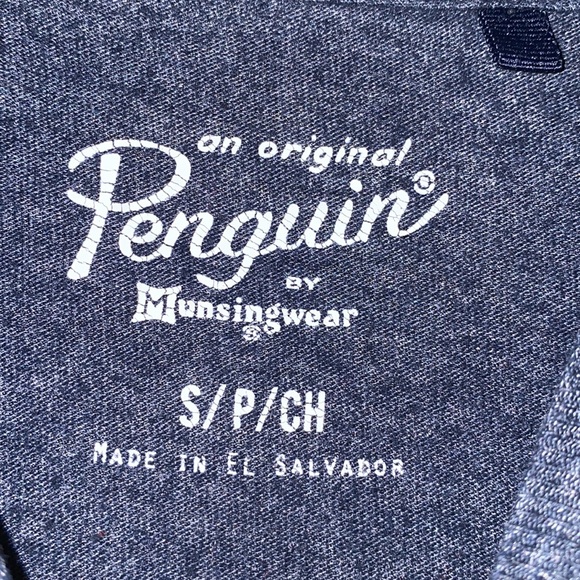 an original
Penguin®
BY
Munsingwear
®
S/P/CH
MADE IN EL SALVADOR